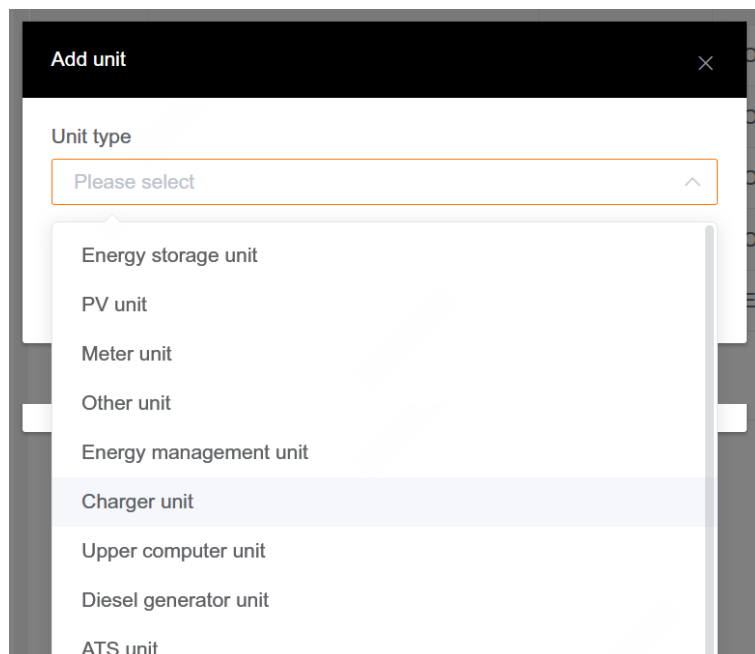 Add unit
Unit type
Please select
Energy storage unit
PV unit
Meter unit
Other unit
Energy management unit
Charger unit
Upper computer unit
Diesel generator unit
ATS unit